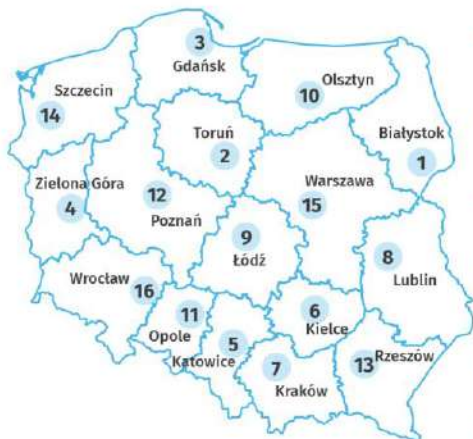 3
Gdańsk
Olsztyn
10
Szczecin
14
Toruń
2
Białystok
1
Zielona Góra
4
12
Poznań
Warszawa
15
9
Łódź
8
Lublin
Wrocław
16
11
Opole
6
Kielce
Katowice
5
7
Kraków
Rzeszów
13